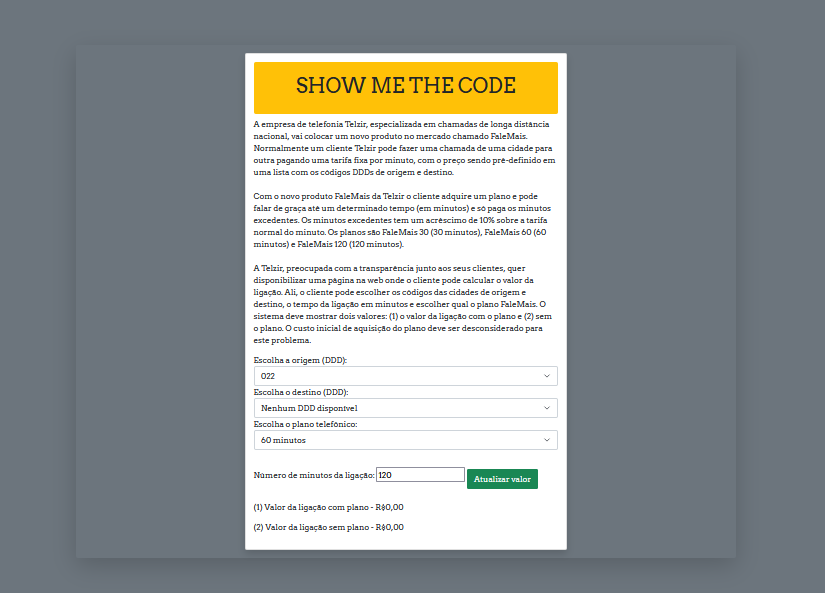 SHOW ME THE CODE
A empresa de telefonia Telzir, especializada em chamadas de longa distância
nacional, vai colocar um novo produto no mercado chamado FaleMais.
Normalmente um cliente Telzir pode fazer uma chamada de uma cidade para
outra pagando uma tarifa fixa por minuto, com o preço sendo pré-definido em
uma lista com os códigos DDDs de origem e destino.
Com o novo produto FaleMais da Telzir o cliente adquire um plano e pode
falar de graça até um determinado tempo (em minutos) e só paga os minutos
excedentes. Os minutos excedentes tem um acréscimo de 10% sobre a tarifa
normal do minuto. Os planos são FaleMais 30 (30 minutos), FaleMais 60 (60
minutos) e FaleMais 120 (120 minutos).
A Telzir, preocupada com a transparência junto aos seus clientes, quer
disponibilizar uma página na web onde o cliente pode calcular o valor da
ligação. Ali, o cliente pode escolher os códigos das cidades de origem e
destino, o tempo da ligação em minutos e escolher qual o plano FaleMais. O
sistema deve mostrar dois valores: (1) o valor da ligação com o plano e (2) sem
o plano. O custo inicial de aquisição do plano deve ser desconsiderado para
este problema.
Escolha a origem (DDD):
022
Escolha o destino (DDD):
Nenhum DDD disponível
Escolha o plano telefônico:
60 minutos
Número de minutos da ligação: 120 Atualizar valor
(1) Valor da ligação com plano - R$0,00
(2) Valor da ligação sem plano - R$0,00